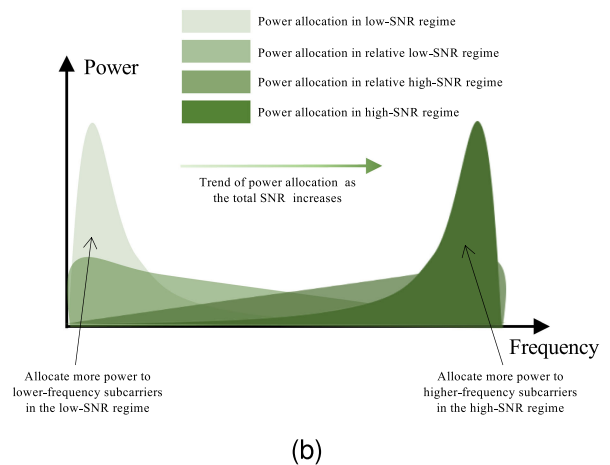 Power allocation in low-SNR regime
Power allocation in relative low-SNR regime
Power allocation in relative high-SNR regime
Power allocation in high-SNR regime
Power
Trend of power allocation as
the total SNR increases
Frequency
Allocate more power to
lower-frequency subcarriers
in the low-SNR regime
Allocate more power to
higher-frequency subcarriers
in the high-SNR regime
(b)